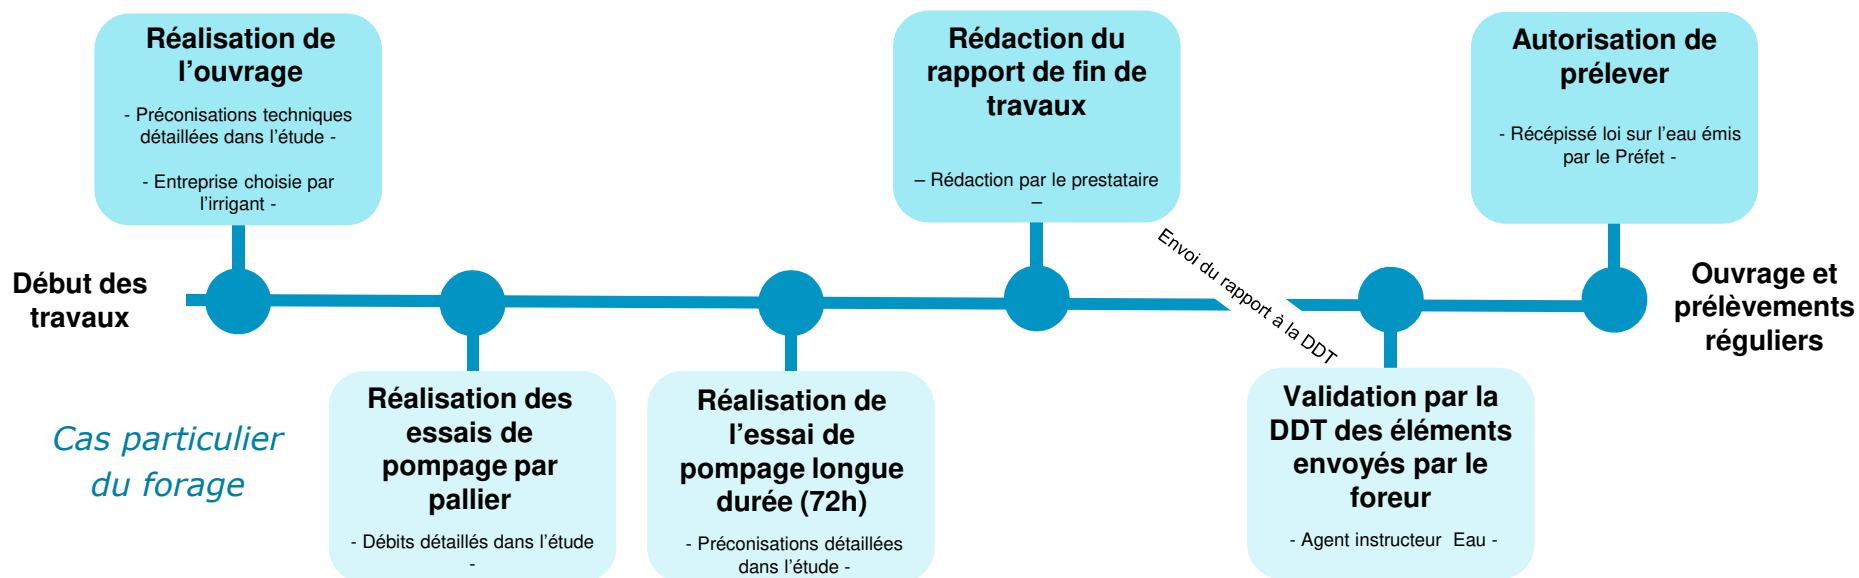 Réalisation de
l’ouvrage
- Préconisations techniques
détaillées dans l’étude -
- Entreprise choisie par
l’irrigant -
Rédaction du
rapport de fin de
travaux
– Rédaction par le prestataire
–
Autorisation de
prélever
- Récépissé loi sur l’eau émis
par le Préfet -
Début des
travaux
Envoi du rapport à la DDT
Ouvrage et
prélèvements
réguliers
Cas particulier
du forage
Réalisation des
essais de
pompage par
pallier
- Débits détaillés dans l’étude
-
Réalisation de
l’essai de
pompage longue
durée (72h)
- Préconisations détaillées
dans l’étude -
Validation par la
DDT des éléments
envoyés par le
foreur
- Agent instructeur  Eau -